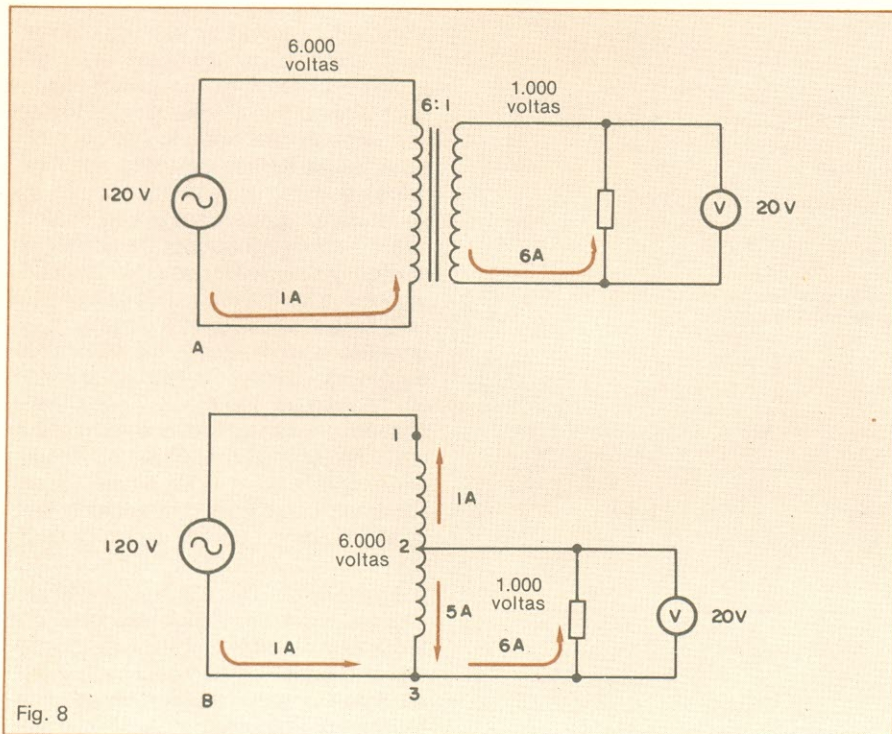 6.000
voltas
6:1
1.000
voltas
120 V
V
20 V
6A
1A
A
1
1A
120 V
6.000
voltas
2
1.000
voltas
5A
V
20V
1A
6A
B
3
Fig. 8